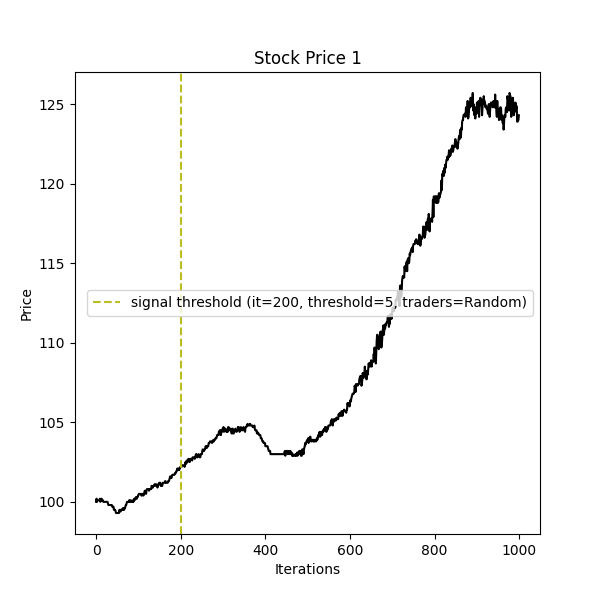 Stock Price 1
125
120
115
110
105
100
Price
signal threshold (it=200, threshold=5, traders=Random)
0 200 400 600 800 1000
Iterations